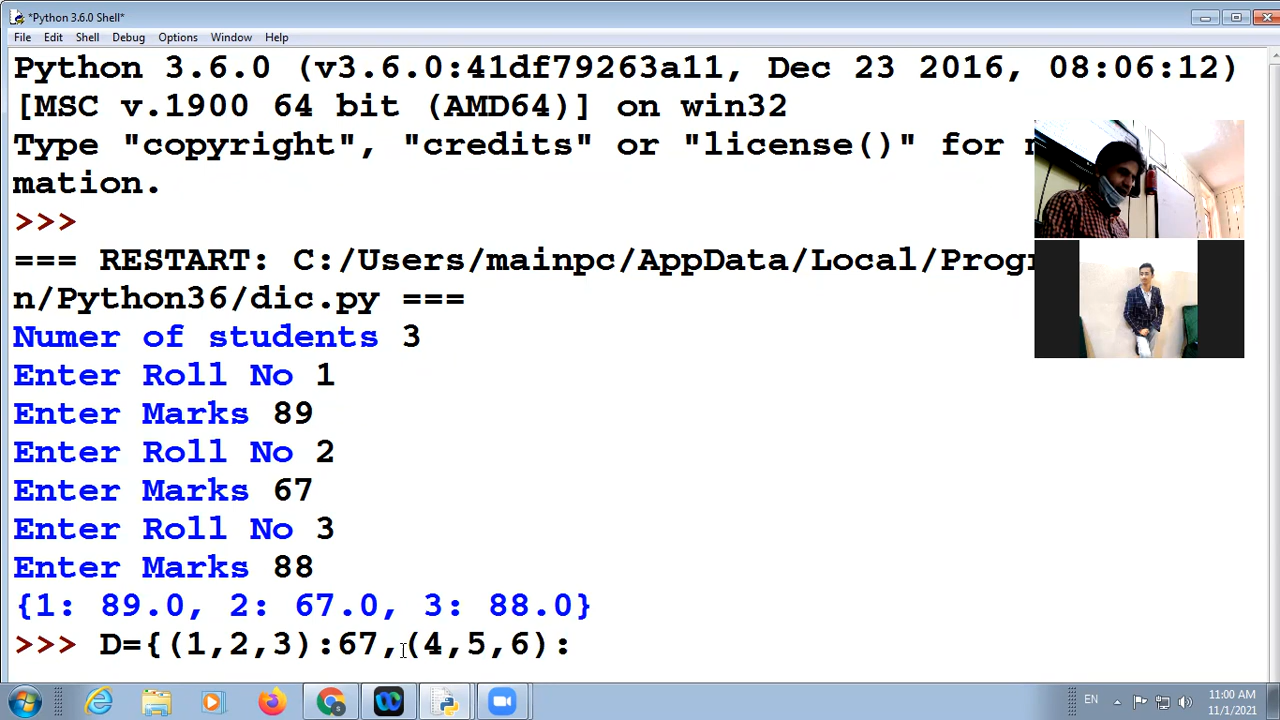 *Python 3.6.0 Shell*
File Edit Shell Debug Options Window Help
Python 3.6.0 (v3.6.0:41df79263a11, Dec 23 2016, 08:06:12)
[MSC v.1900 64 bit (AMD64)] on win32
Type "copyright", "credits" or "license()" for
mation.
>>>
=== RESTART: C:/Users/mainpc/AppData/Local/Progr
n/Python36/dic.py ===
Numer of students 3
Enter Roll No 1
Enter Marks 89
Enter Roll No 2
Enter Marks 67
Enter Roll No 3
Enter Marks 88
{1: 89.0, 2: 67.0, 3: 88.0}
>>> D={(1,2,3):67,(4,5,6):
EN
11:00 AM
11/1/2021